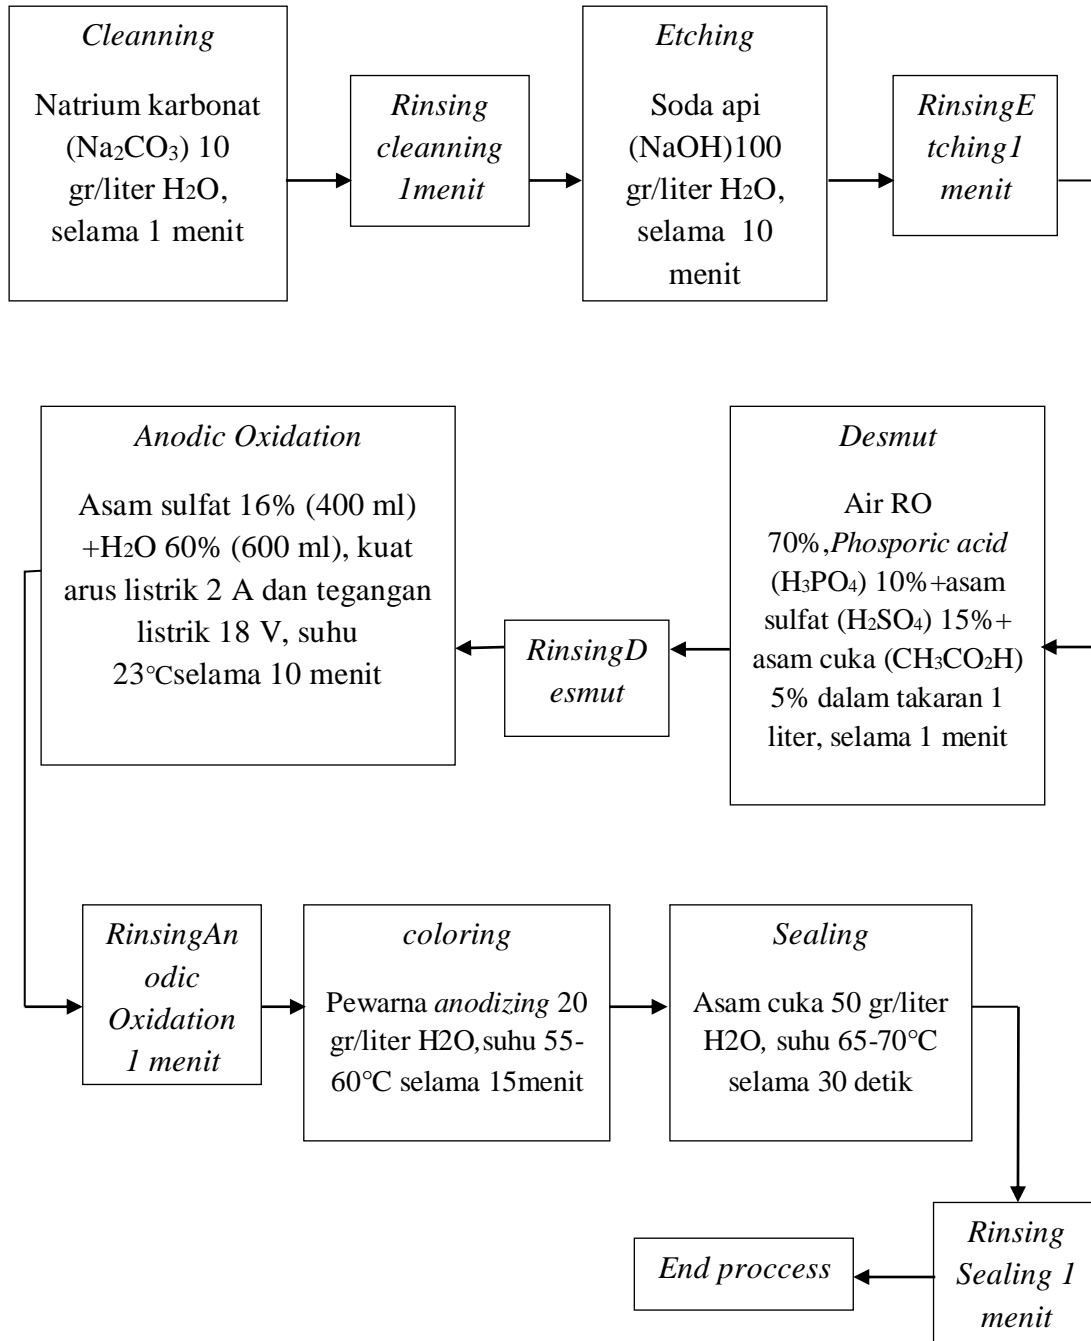 Cleanning
Natrium karbonat
(Na₂CO₃) 10
gr/liter H₂O,
selama 1 menit
Rinsing
cleanning
1menit
Etching
Soda api
(NaOH)100
gr/liter H₂O,
selama 10
menit
RinsingE
tching1
menit
Desmut
Air RO
70%,Phosporic acid
(H₃PO₄) 10%+asam
sulfat (H₂SO₄) 15%+
asam cuka (CH₃CO₂H)
5% dalam takaran 1
liter, selama 1 menit
RinsingD
esmut
Anodic Oxidation
Asam sulfat 16% (400 ml)
+H₂O 60% (600 ml), kuat
arus listrik 2 A dan tegangan
listrik 18 V, suhu
23°Cselama 10 menit
RinsingAn
odic
Oxidation
1 menit
coloring
Pewarna anodizing 20
gr/liter H2O,suhu 55-
60°C selama 15menit
Sealing
Asam cuka 50 gr/liter
H2O, suhu 65-70°C
selama 30 detik
Rinsing
Sealing 1
menit
End proccess